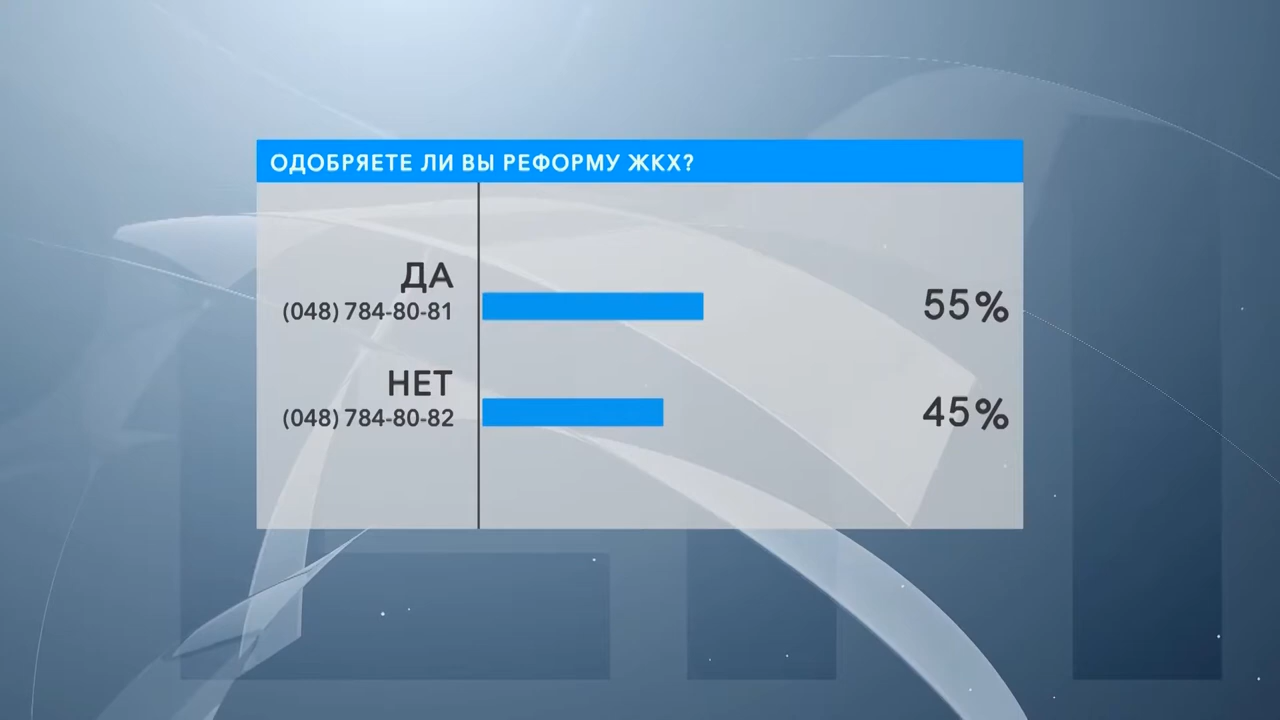 ОДОБРЯЕТЕ ЛИ ВЫ РЕФОРМУ ЖКХ?
ДА
(048) 784-80-81
55%
НЕТ
(048) 784-80-82
45%